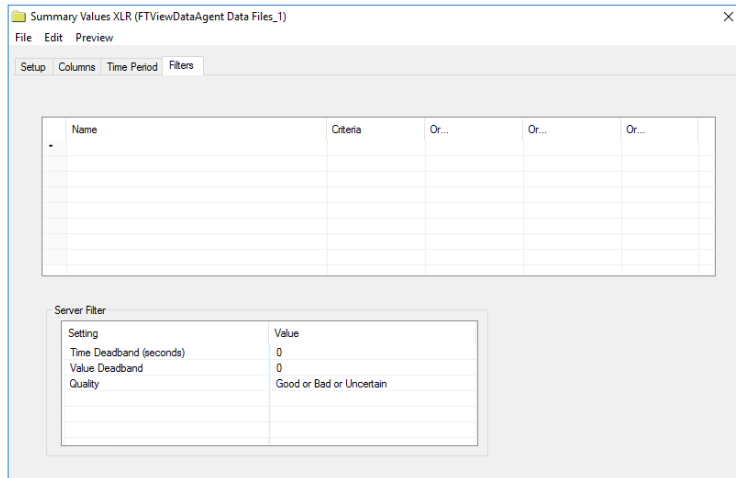 Summary Values XLR (FTViewDataAgent Data Files_1)
File Edit Preview
Setup Columns Time Period Filters
Name Criteria Or... Or... Or...
Server Filter
Setting Value
Time Deadband (seconds) 0
Value Deadband 0
Quality Good or Bad or Uncertain